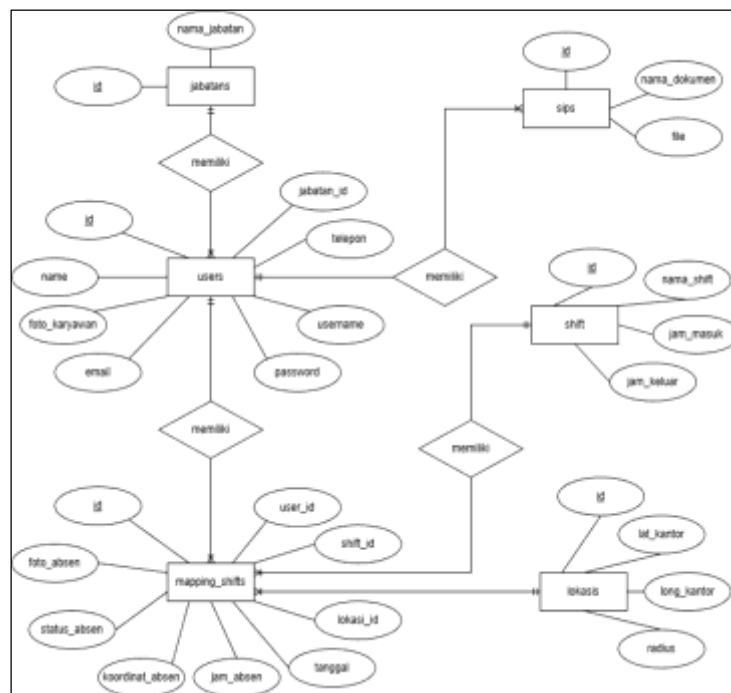 nama_jabatan
id
jabatans
memiliki
id
nama_dokumen
sips
file
jabatan_id
id
telepon
name
users
foto_karyawan
username
email
password
memiliki
id
nama_shift
shift
jam_masuk
jam_keluar
memiliki
memiliki
id
user_id
shift_id
foto_absen
mapping_shifts
status_absen
lokasi_id
koordinat_absen
jam_absen
tanggal
id
lat_kantor
lokasis
long_kantor
radius